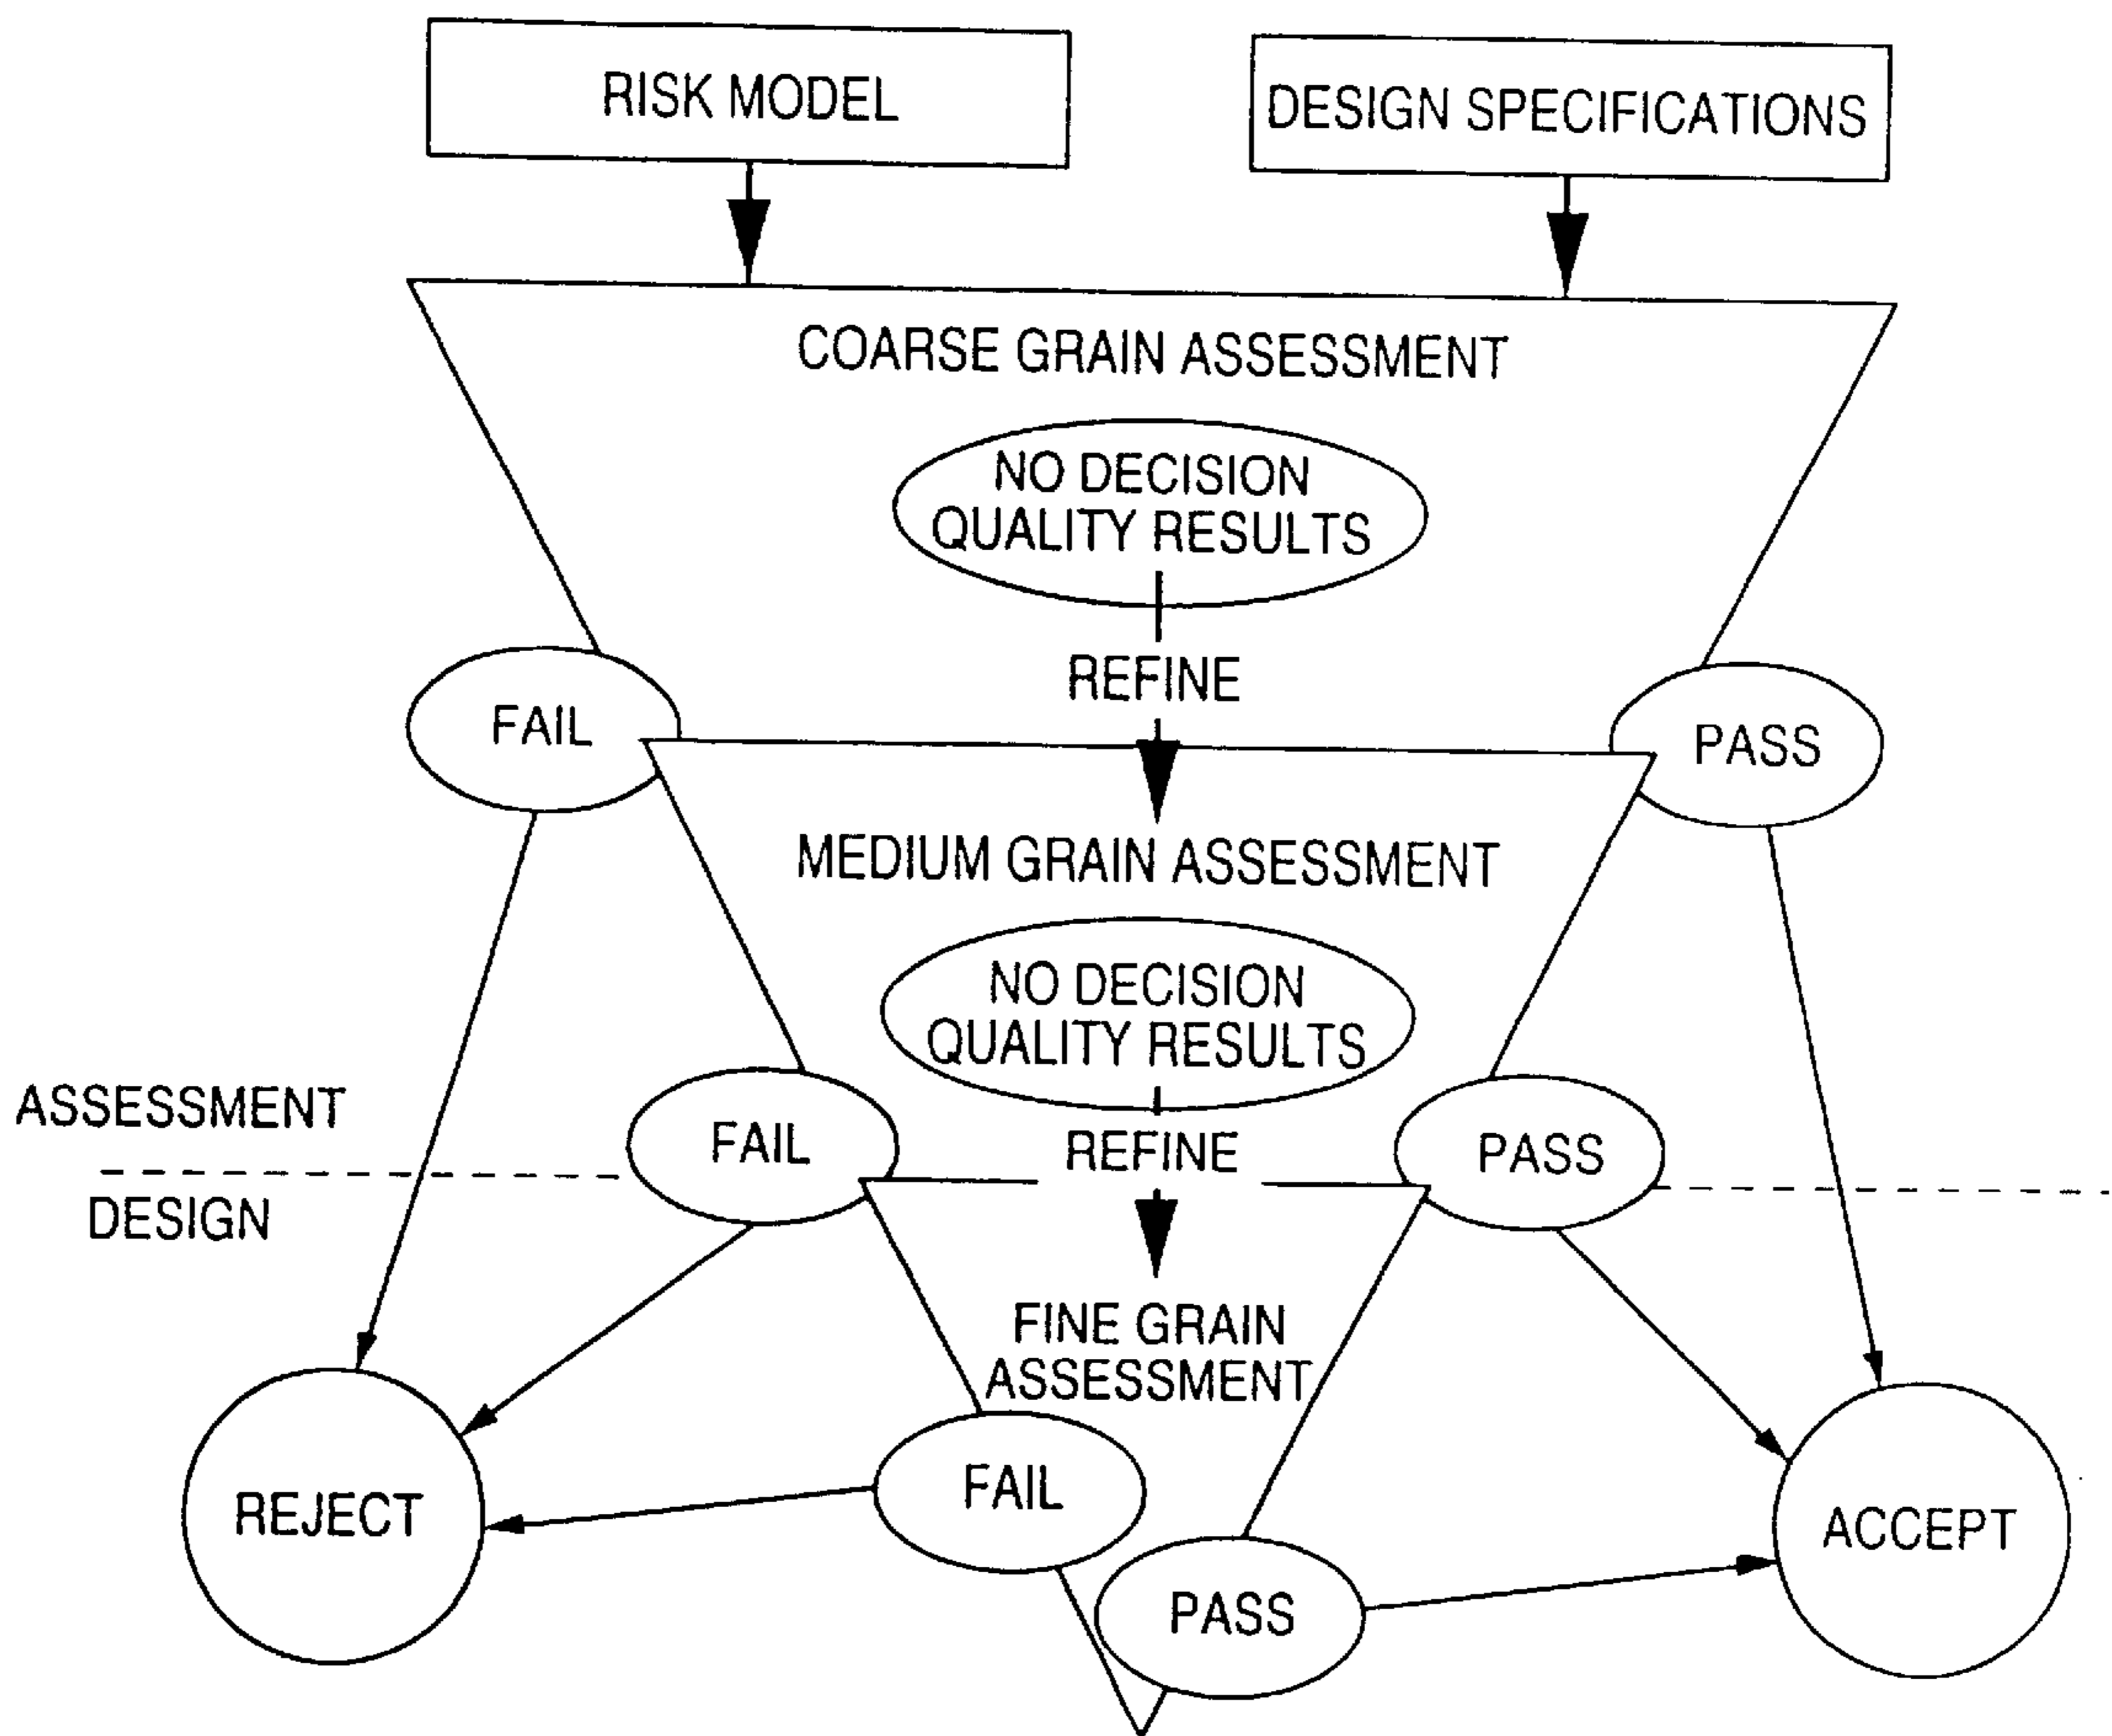 RISK MODEL
DESIGN SPECIFICATIONS
COARSE GRAIN ASSESSMENT
NO DECISION
QUALITY RESULTS
REFINE
FAIL
PASS
MEDIUM GRAIN ASSESSMENT
NO DECISION
QUALITY RESULTS
ASSESSMENT
FAIL
REFINE
PASS
DESIGN
FINE GRAIN
ASSESSMENT
REJECT
FAIL
ACCEPT
PASS